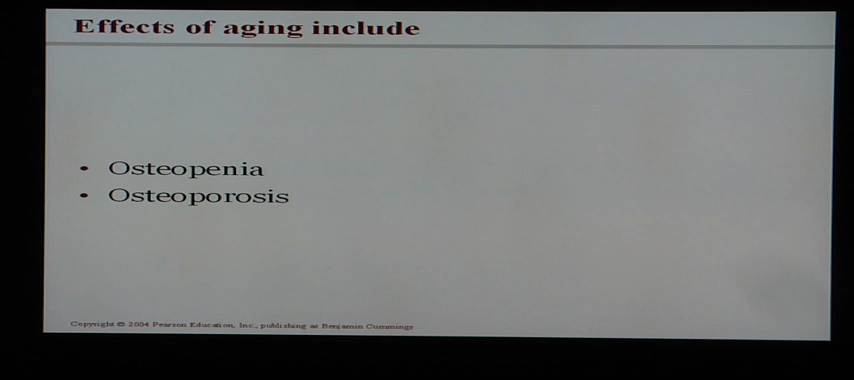 Effects of aging include
• Osteopenia
• Osteoporosis
Copyright © 2004 Pearson Education, Inc., publishing as Benjamin Cummings